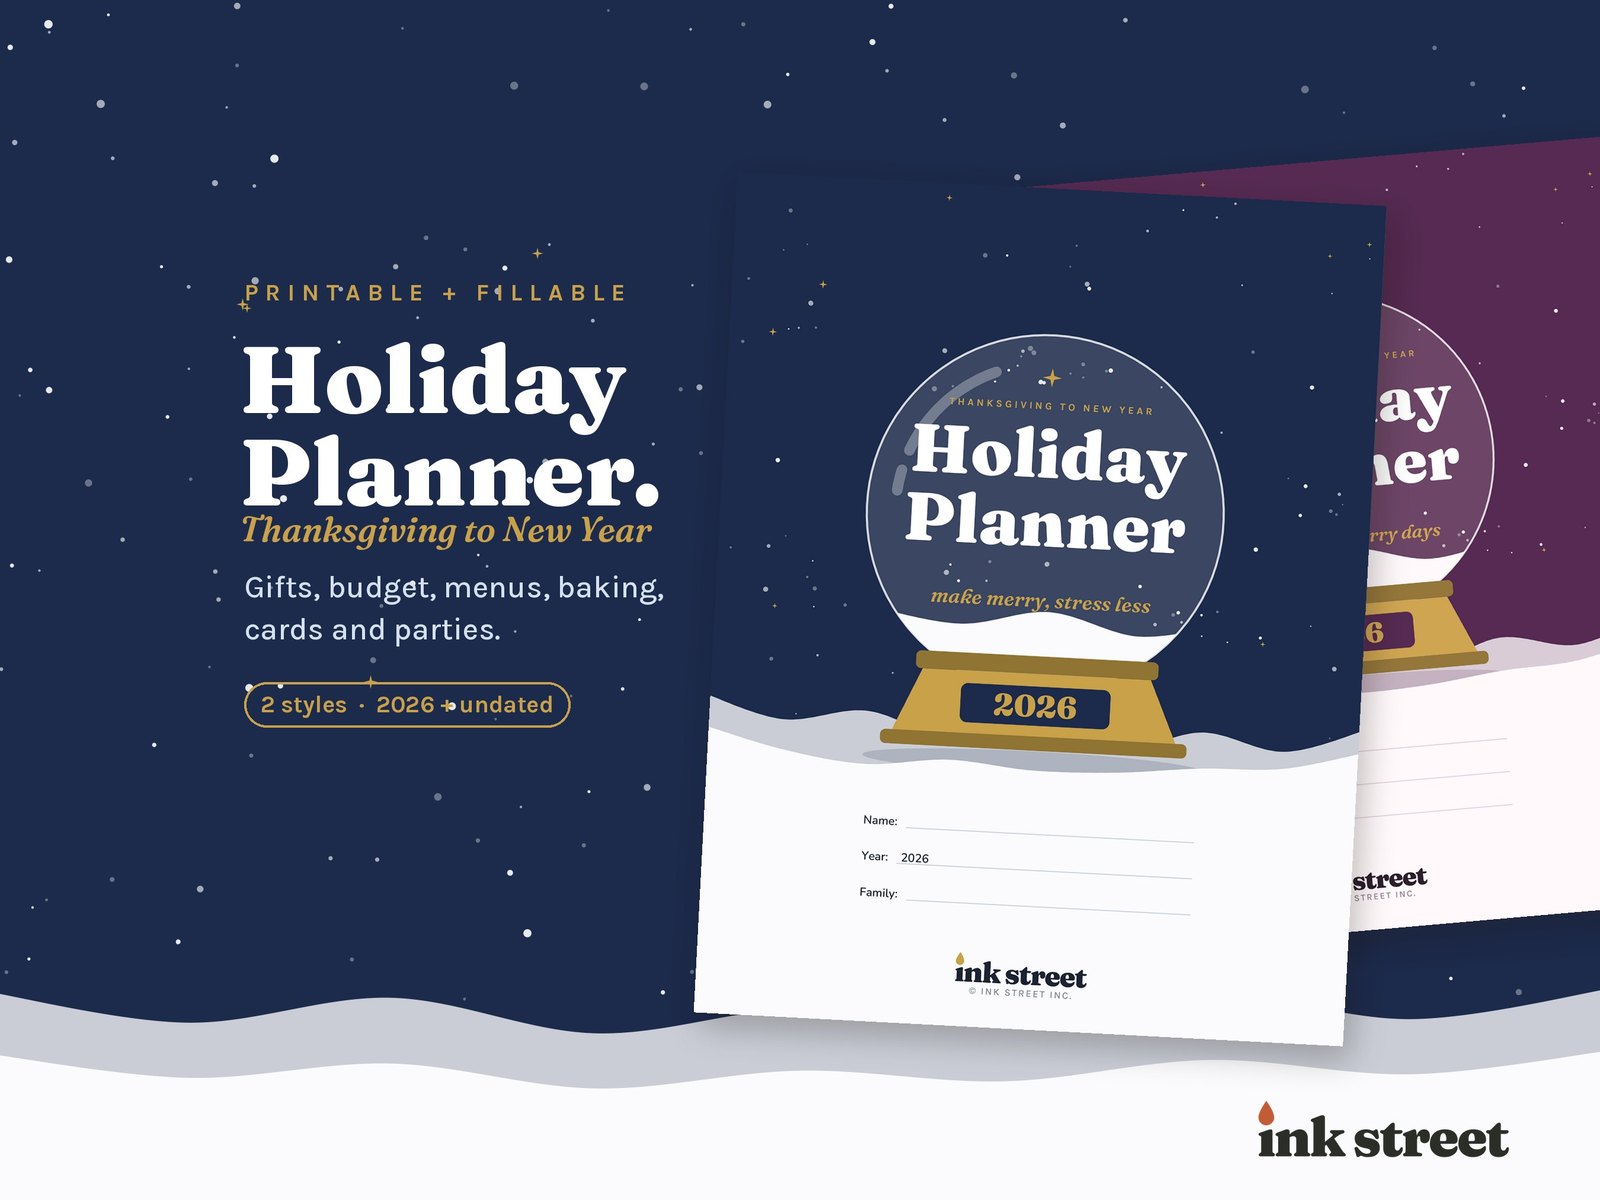 PRINTABLE + FILLABLE
Holiday
Planner.
Thanksgiving to New Year
Gifts, budget, menus, baking,
cards and parties.
2 styles · 2026 + undated
THANKSGIVING TO NEW YEAR
Holiday
Planner
make merry, stress less
2026
Name:
Year: 2026
Family:
ink street
© INK STREET INC.
YEAR
ay
ner
rry days
6
street
STREET INC.
ink street